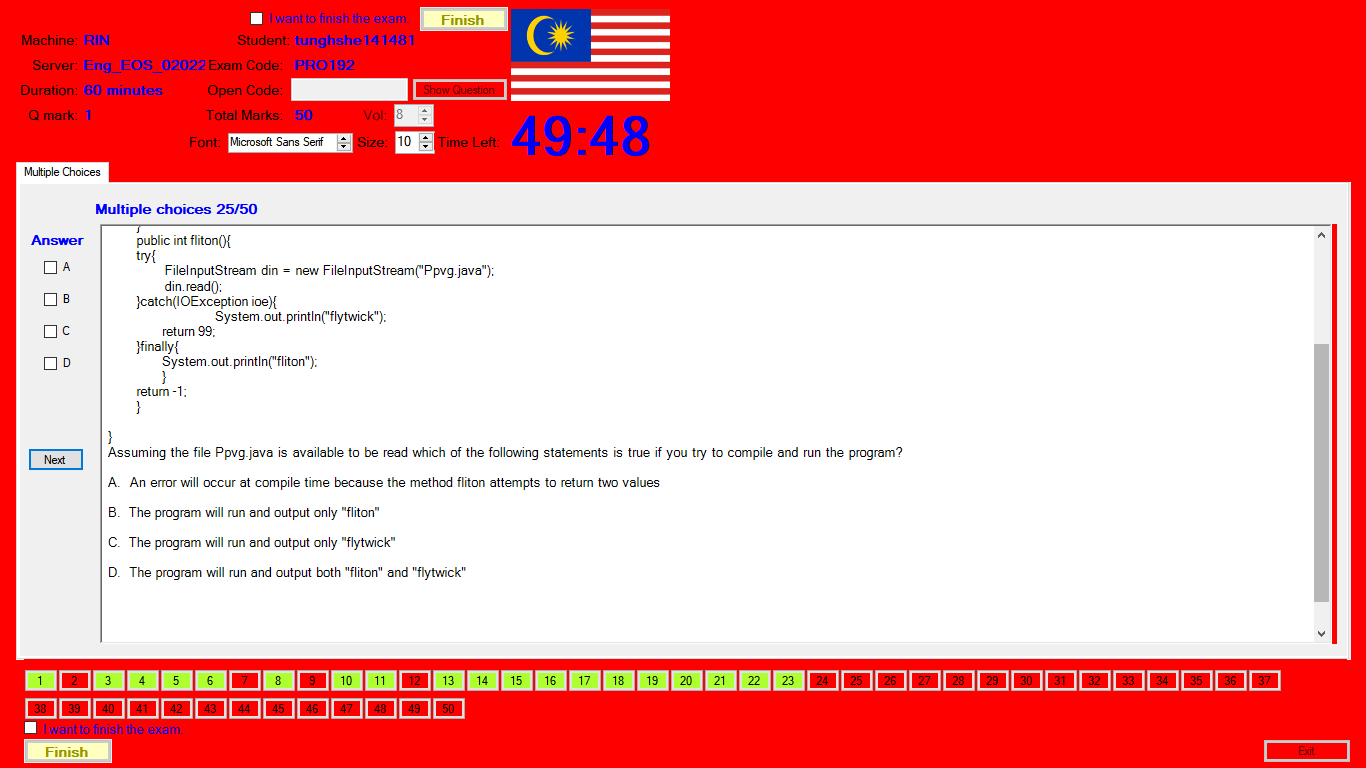 I want to finish the exam.
Finish
Machine: RIN
Student: tunghshe141481
Server: Eng_EOS_02022
Exam Code: PRO192
Duration: 60 minutes
Open Code:
Show Question
Q mark: 1
Total Marks: 50
Vol: 8
Font: Microsoft Sans Serif
Size: 10
Time Left: 49:48
Multiple Choices
Multiple choices 25/50
Answer
A
B
C
D
Next
}
public int fliton(){
try{
FileInputStream din = new FileInputStream("Ppvg.java");
din.read();
}catch(IOException ioe){
System.out.println("flytwick");
return 99;
}finally{
System.out.println("fliton");
}
return -1;
}
}
Assuming the file Ppvg.java is available to be read which of the following statements is true if you try to compile and run the program?
A. An error will occur at compile time because the method fliton attempts to return two values
B. The program will run and output only "fliton"
C. The program will run and output only "flytwick"
D. The program will run and output both "fliton" and "flytwick"
1 2 3 4 5 6 7 8 9 10 11 12 13 14 15 16 17 18 19 20 21 22 23 24 25 26 27 28 29 30 31 32 33 34 35 36 37
38 39 40 41 42 43 44 45 46 47 48 49 50
I want to finish the exam.
Finish
Exit